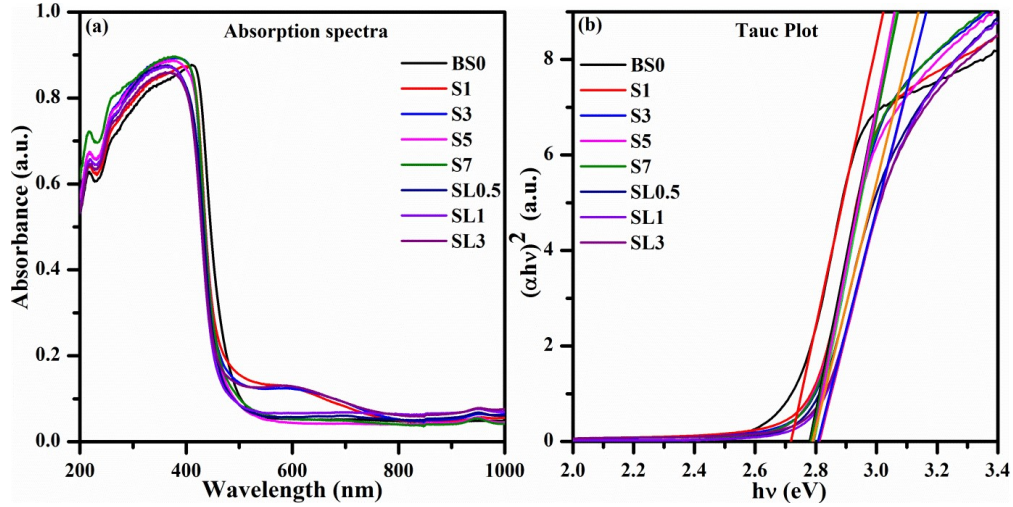 (a)
Absorption spectra
BS0
S1
S3
S5
S7
SL0.5
SL1
SL3
Absorbance (a.u.)
1.0
0.8
0.6
0.4
0.2
0.0
200
400
600
800
1000
Wavelength (nm)
(b)
Tauc Plot
BS0
S1
S3
S5
S7
SL0.5
SL1
SL3
(αhν)² (a.u.)
8
6
4
2
0
2.0
2.2
2.4
2.6
2.8
3.0
3.2
3.4
hν (eV)